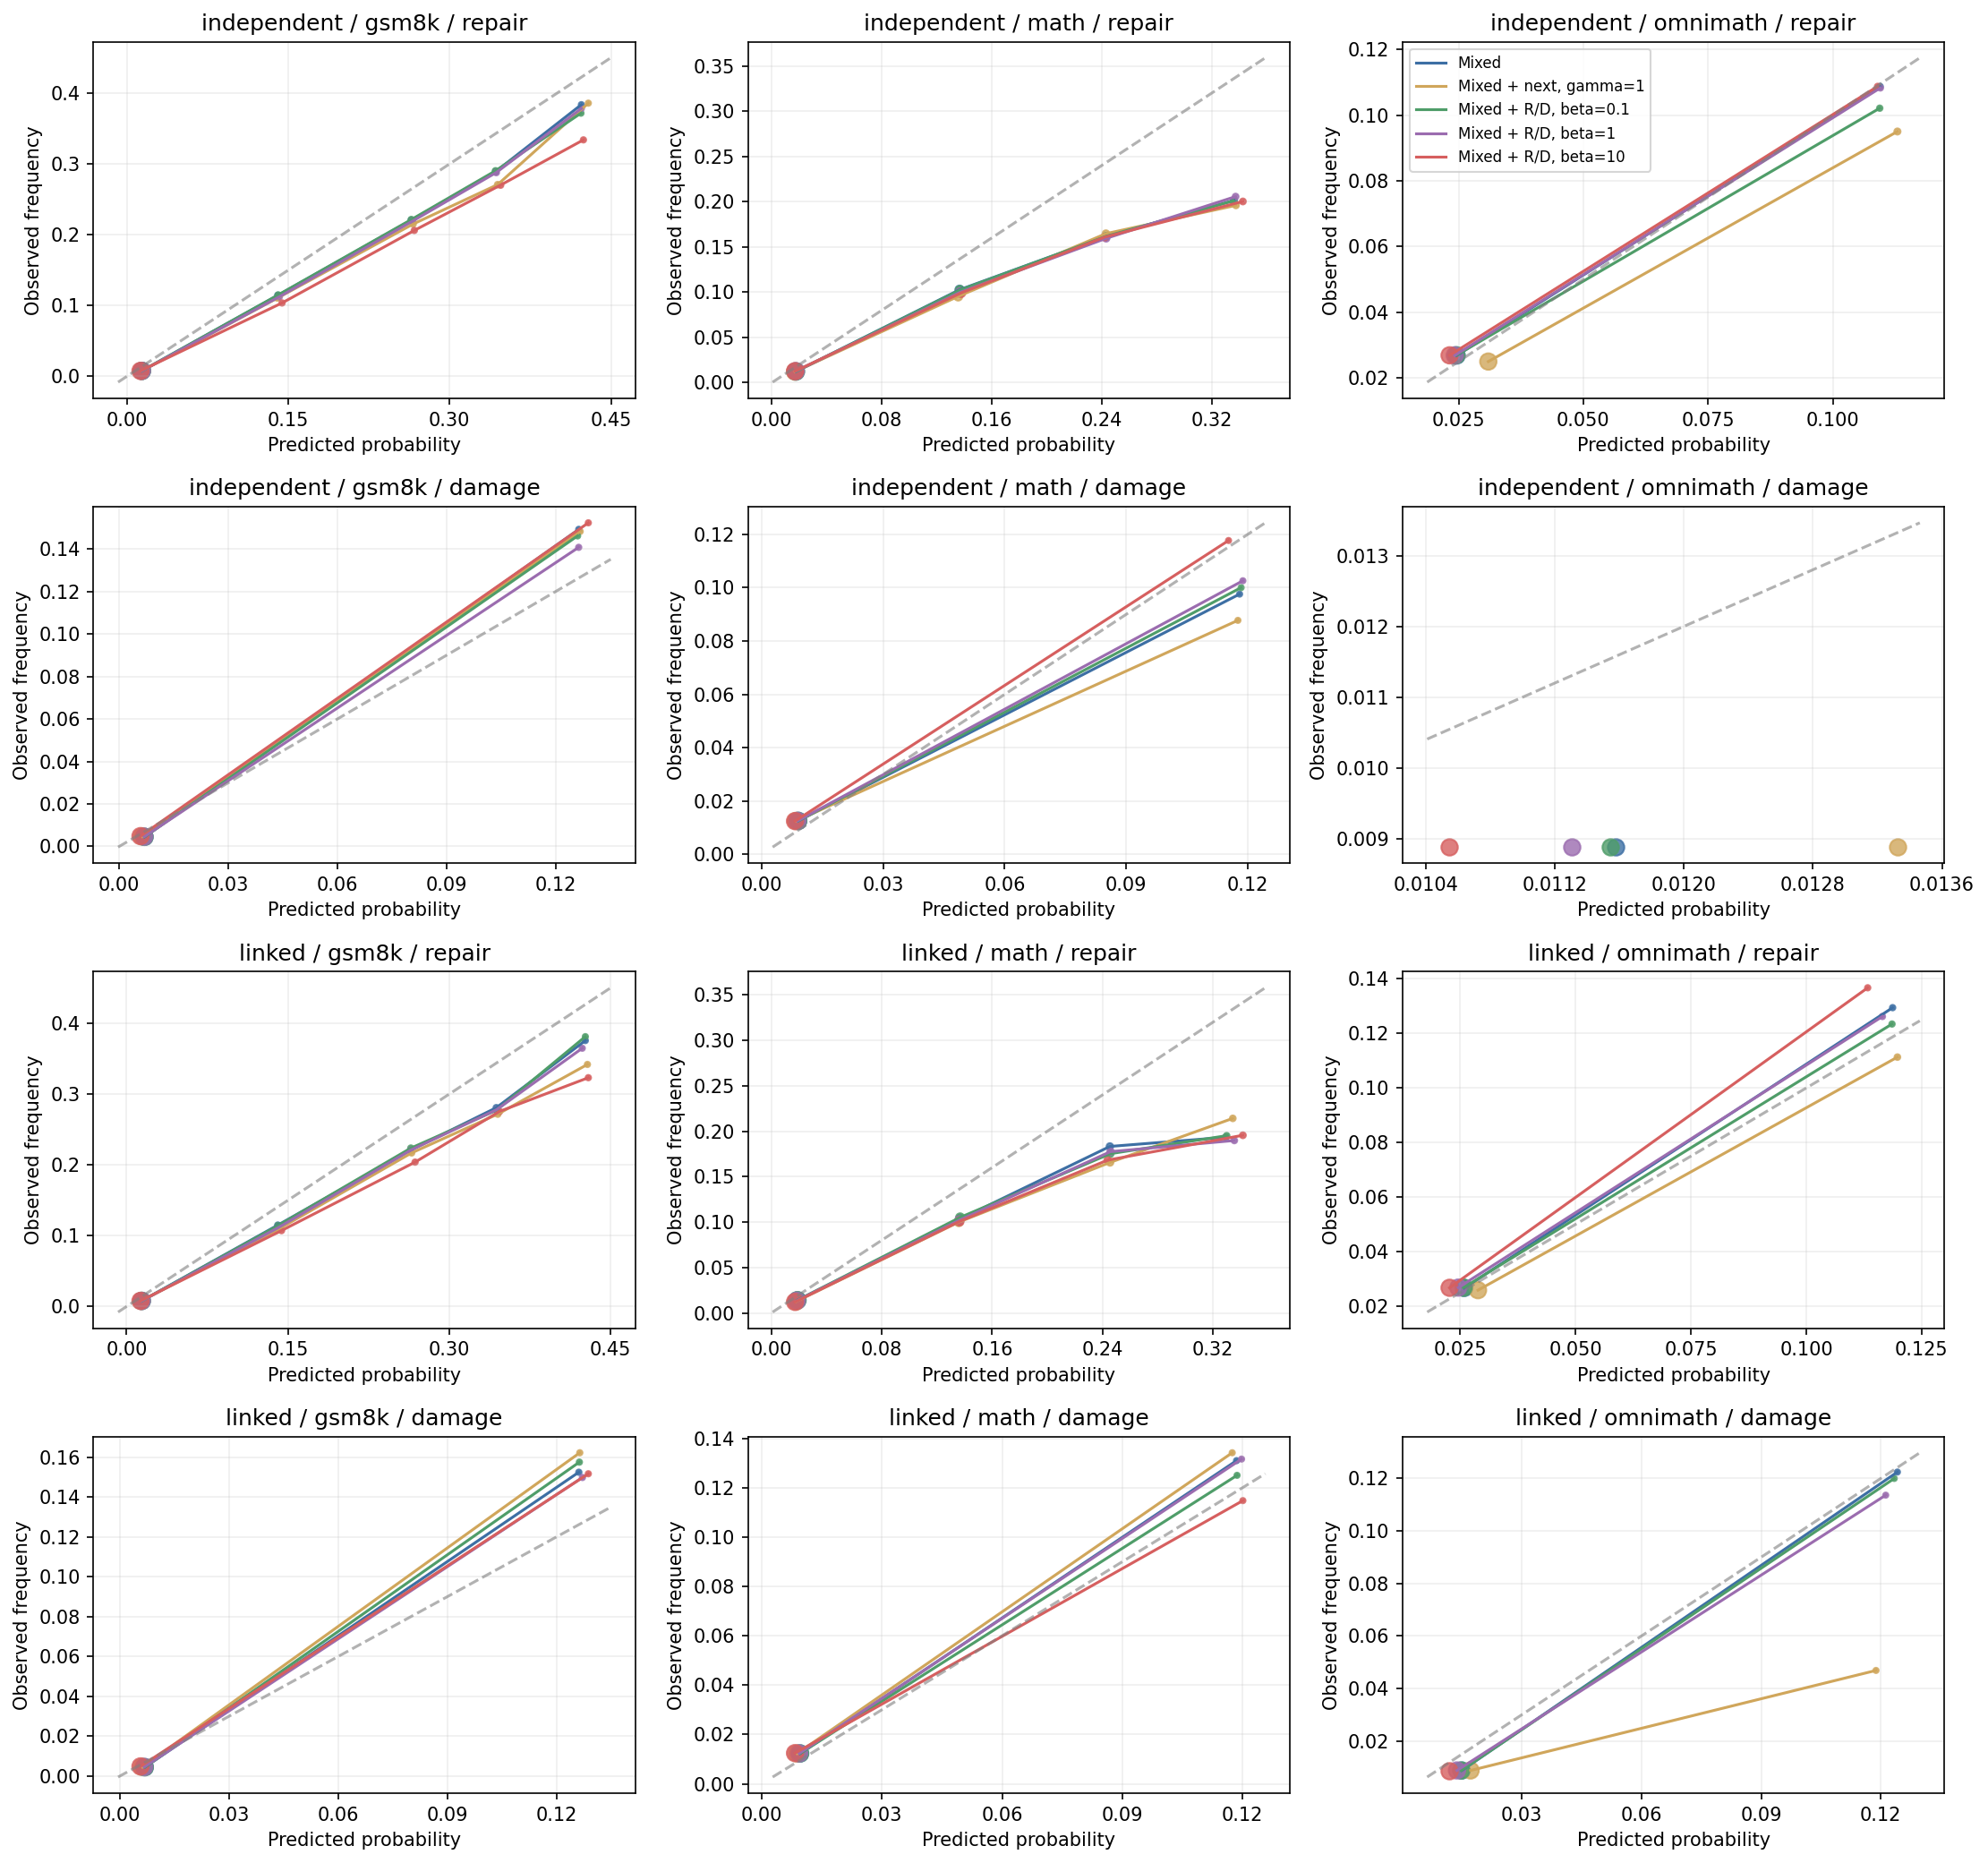 independent / gsm8k / repair
Observed frequency
0.4
0.3
0.2
0.1
0.0
0.00 0.15 0.30 0.45
Predicted probability
independent / math / repair
Observed frequency
0.35
0.30
0.25
0.20
0.15
0.10
0.05
0.00
0.00 0.08 0.16 0.24 0.32
Predicted probability
independent / omnimath / repair
Observed frequency
0.12
0.10
0.08
0.06
0.04
0.02
Mixed
Mixed + next, gamma=1
Mixed + R/D, beta=0.1
Mixed + R/D, beta=1
Mixed + R/D, beta=10
0.025 0.050 0.075 0.100
Predicted probability
independent / gsm8k / damage
Observed frequency
0.14
0.12
0.10
0.08
0.06
0.04
0.02
0.00
0.00 0.03 0.06 0.09 0.12
Predicted probability
independent / math / damage
Observed frequency
0.12
0.10
0.08
0.06
0.04
0.02
0.00
0.00 0.03 0.06 0.09 0.12
Predicted probability
independent / omnimath / damage
Observed frequency
0.013
0.012
0.011
0.010
0.009
0.0104 0.0112 0.0120 0.0128 0.0136
Predicted probability
linked / gsm8k / repair
Observed frequency
0.4
0.3
0.2
0.1
0.0
0.00 0.15 0.30 0.45
Predicted probability
linked / math / repair
Observed frequency
0.35
0.30
0.25
0.20
0.15
0.10
0.05
0.00
0.00 0.08 0.16 0.24 0.32
Predicted probability
linked / omnimath / repair
Observed frequency
0.14
0.12
0.10
0.08
0.06
0.04
0.02
0.025 0.050 0.075 0.100 0.125
Predicted probability
linked / gsm8k / damage
Observed frequency
0.16
0.14
0.12
0.10
0.08
0.06
0.04
0.02
0.00
0.00 0.03 0.06 0.09 0.12
Predicted probability
linked / math / damage
Observed frequency
0.14
0.12
0.10
0.08
0.06
0.04
0.02
0.00
0.00 0.03 0.06 0.09 0.12
Predicted probability
linked / omnimath / damage
Observed frequency
0.12
0.10
0.08
0.06
0.04
0.02
0.03 0.06 0.09 0.12
Predicted probability